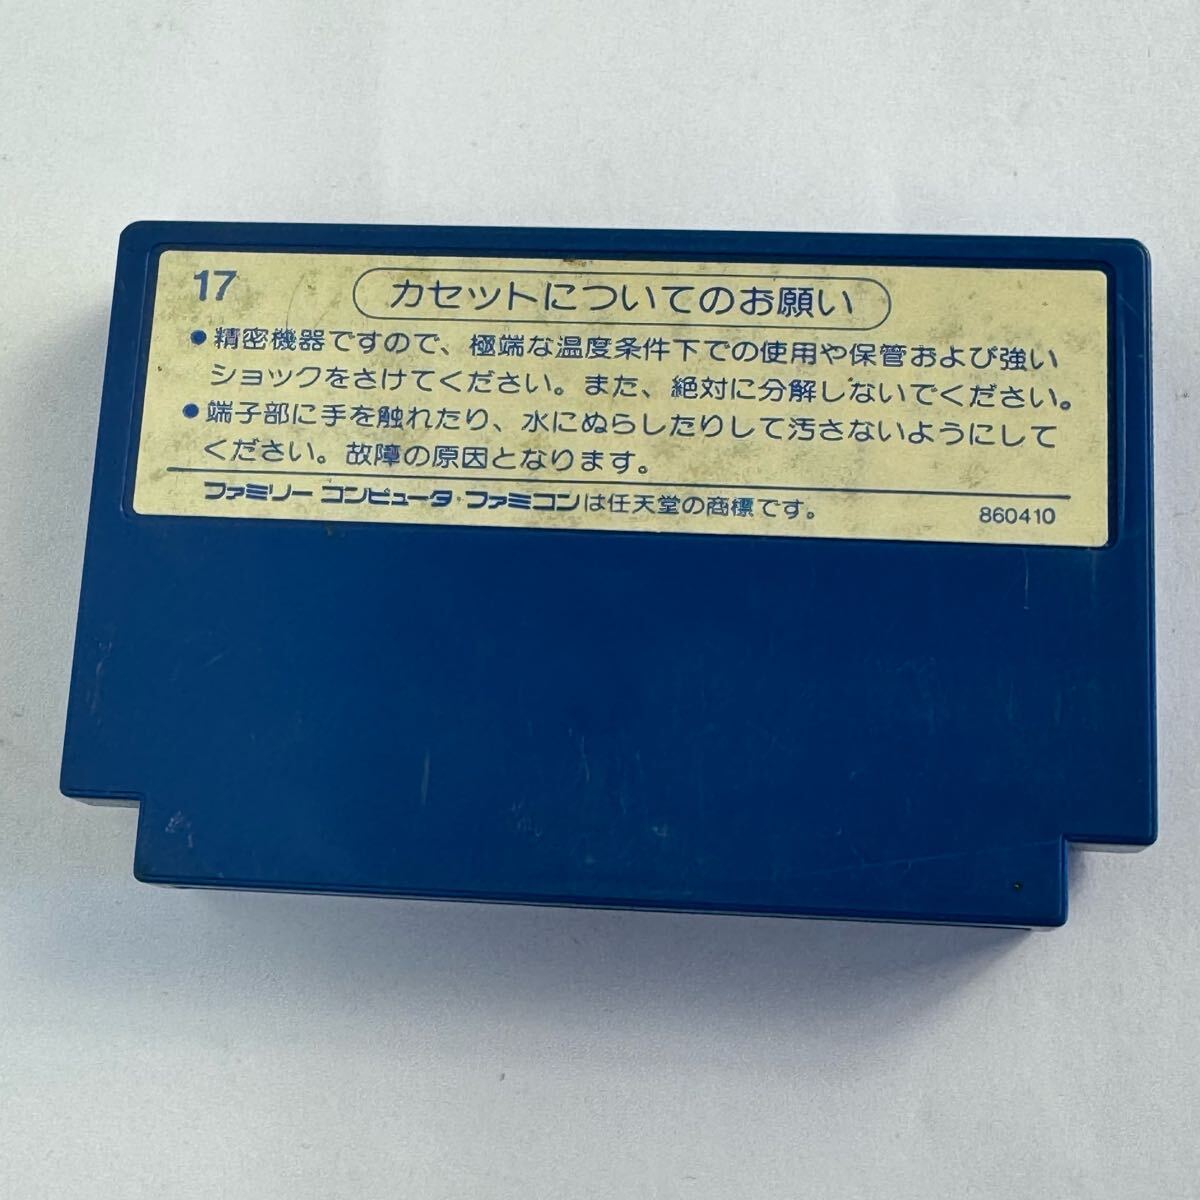 17
カセットについてのお願い
●精密機器ですので、極端な温度条件下での使用や保管および強い
ショックをさけてください。また、絶対に分解しないでください。
●端子部に手を触れたり、水にぬらしたりして汚さないようにして
ください。故障の原因となります。
ファミリーコンピュータ・ファミコンは任天堂の商標です。
860410